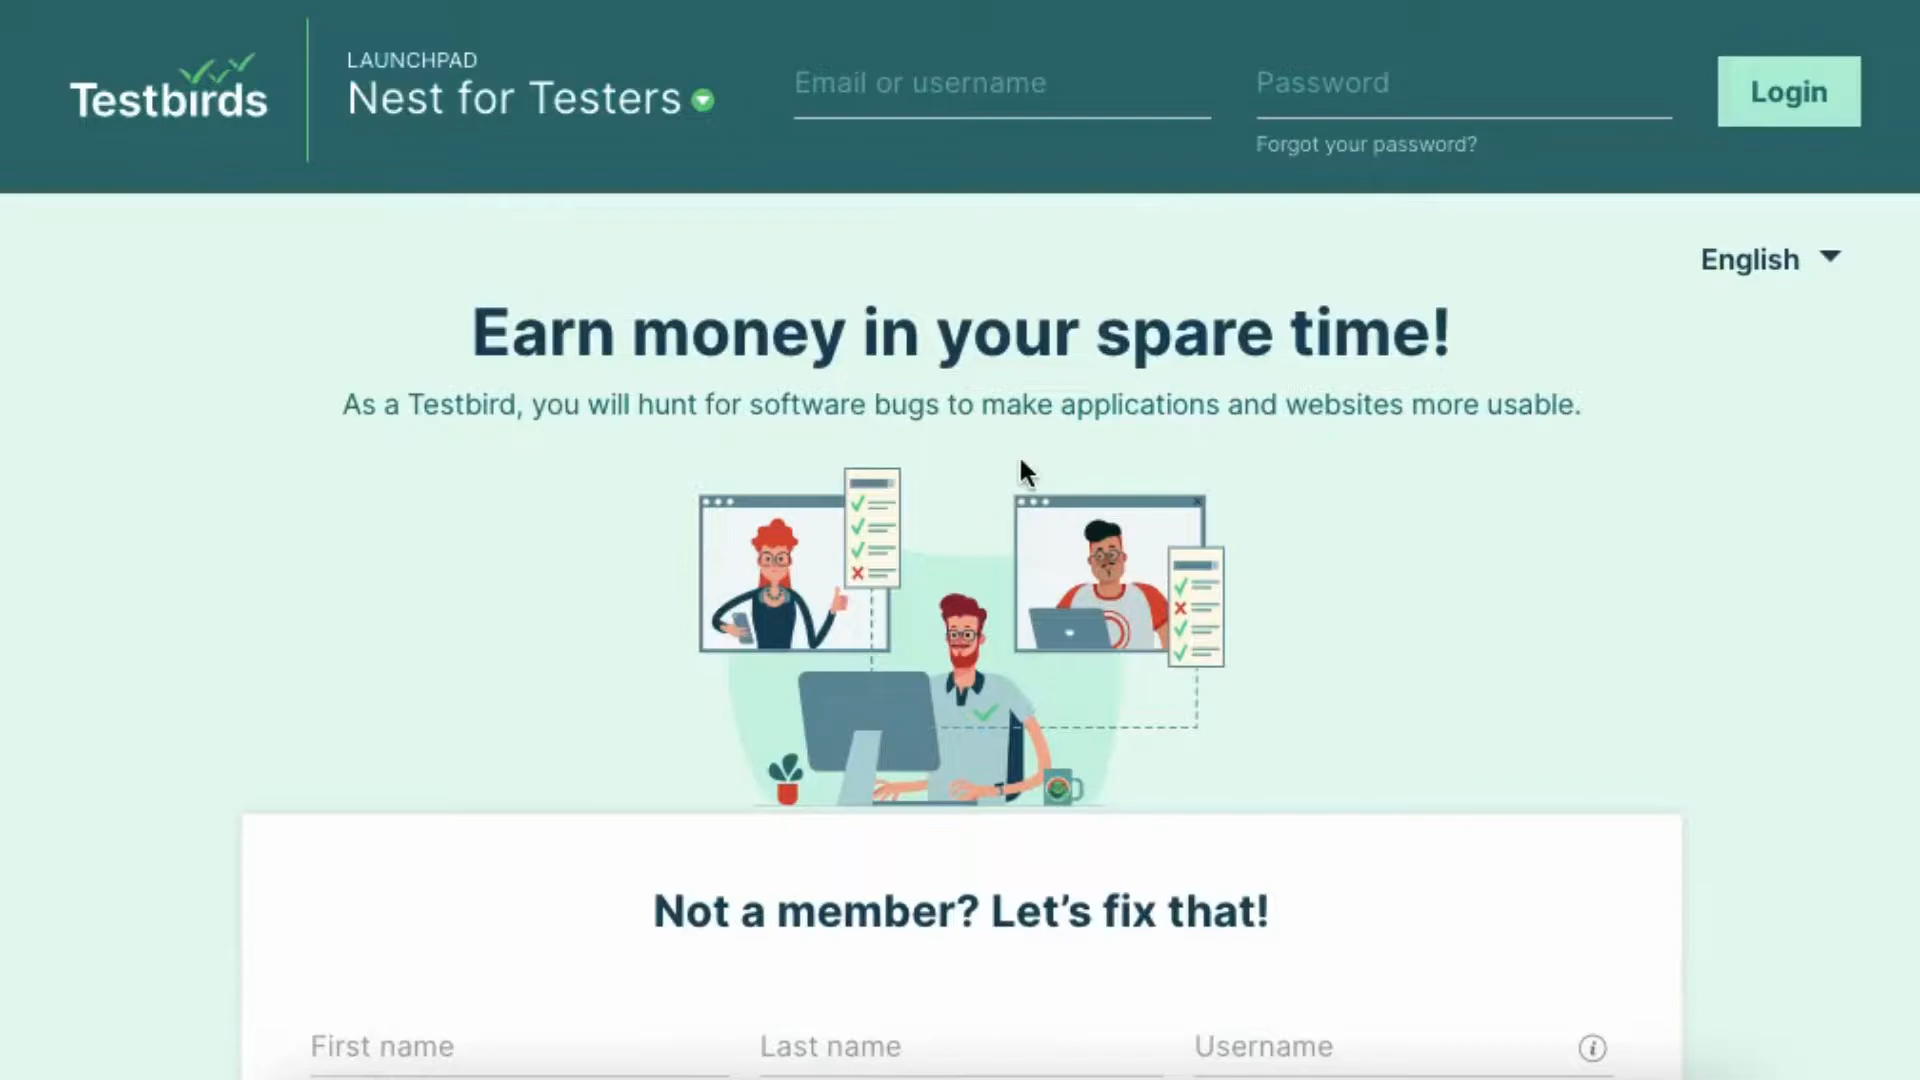 Testbirds
LAUNCHPAD
Nest for Testers
Email or username
Password
Login
Forgot your password?
English
Earn money in your spare time!
As a Testbird, you will hunt for software bugs to make applications and websites more usable.
Not a member? Let's fix that!
First name
Last name
Username